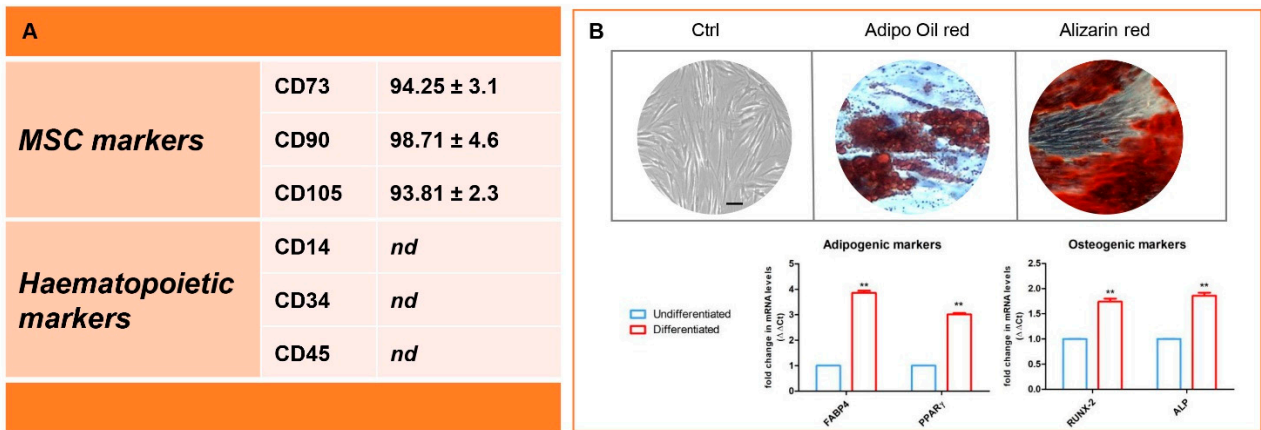 A
MSC markers
CD73 94.25 ± 3.1
CD90 98.71 ± 4.6
CD105 93.81 ± 2.3
Haematopoietic
markers
CD14 nd
CD34 nd
CD45 nd
B
Ctrl Adipo Oil red Alizarin red
Undifferentiated
Differentiated
Adipogenic markers
fold change in mRNA levels
(Δ ΔCt)
5
4
3
2
1
0
**
**
FABP4
PPARγ
Osteogenic markers
fold change in mRNA levels
(Δ ΔCt)
2.5
2.0
1.5
1.0
0.5
0.0
**
**
RUNX-2
ALP